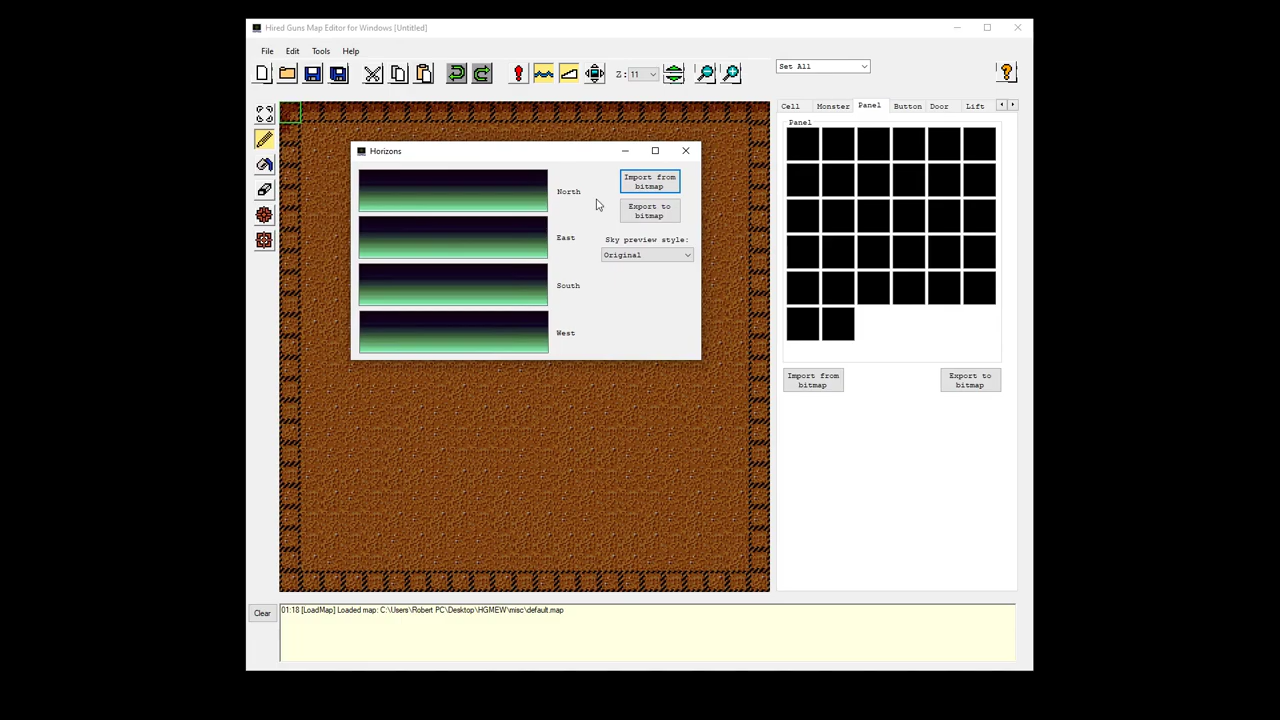 Hired Guns Map Editor for Windows [Untitled]
File Edit Tools Help
Z: 11
Set All
Cell Monster Panel Button Door Lift
Panel
Horizons
North
East
South
West
Import from
bitmap
Export to
bitmap
Sky preview style:
Original
Import from
bitmap
Export to
bitmap
Clear
01:18 [LoadMap] Loaded map: C:\Users\Robert PC\Desktop\HGMEW\misc\default.map